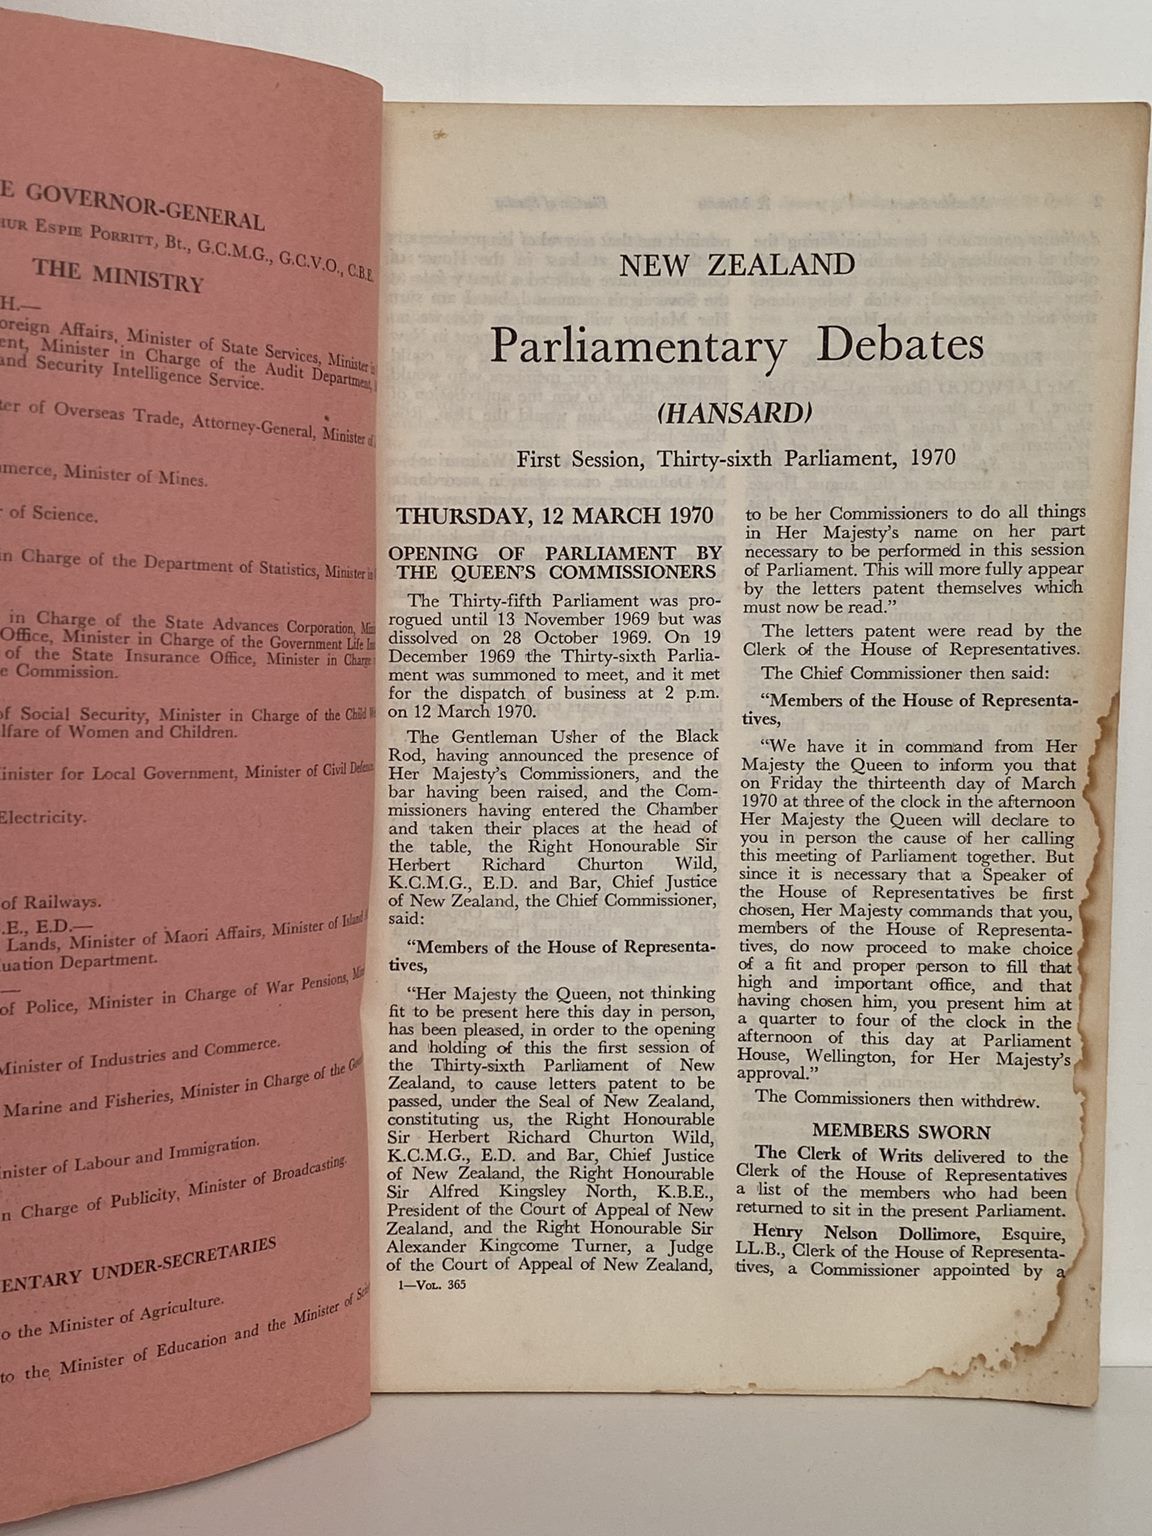 E GOVERNOR-GENERAL
HUR ESPIE PORRITT, Bt., G.C.M.G., G.C.V.O., C.B.E.
THE MINISTRY
H.—
oreign Affairs, Minister of State Services, Minister
ent, Minister in Charge of the Audit Department,
and Security Intelligence Service.
ter of Overseas Trade, Attorney-General, Minister of
merce, Minister of Mines.
r of Science.
in Charge of the Department of Statistics, Minister in
in Charge of the State Advances Corporation,
Office, Minister in Charge of the Government Life
of the State Insurance Office, Minister in Charge
e Commission.
of Social Security, Minister in Charge of the Child
lfare of Women and Children.
inister for Local Government, Minister of Civil Defence
Electricity.
of Railways.
.E., E.D.—
Lands, Minister of Maori Affairs, Minister of Island
uation Department.
—
of Police, Minister in Charge of War Pensions,
Minister of Industries and Commerce.
Marine and Fisheries, Minister in Charge of the
inister of Labour and Immigration.
n Charge of Publicity, Minister of Broadcasting.
ENTARY UNDER-SECRETARIES
o the Minister of Agriculture.
to the Minister of Education and the Minister of
NEW ZEALAND
Parliamentary Debates
(HANSARD)
First Session, Thirty-sixth Parliament, 1970
THURSDAY, 12 MARCH 1970
OPENING OF PARLIAMENT BY
THE QUEEN'S COMMISSIONERS
The Thirty-fifth Parliament was pro-
rogued until 13 November 1969 but was
dissolved on 28 October 1969. On 19
December 1969 the Thirty-sixth Parlia-
ment was summoned to meet, and it met
for the dispatch of business at 2 p.m.
on 12 March 1970.
The Gentleman Usher of the Black
Rod, having announced the presence of
Her Majesty's Commissioners, and the
bar having been raised, and the Com-
missioners having entered the Chamber
and taken their places at the head of
the table, the Right Honourable Sir
Herbert Richard Churton Wild,
K.C.M.G., E.D. and Bar, Chief Justice
of New Zealand, the Chief Commissioner,
said:
“Members of the House of Representa-
tives,
“Her Majesty the Queen, not thinking
fit to be present here this day in person,
has been pleased, in order to the opening
and holding of this the first session of
the Thirty-sixth Parliament of New
Zealand, to cause letters patent to be
passed, under the Seal of New Zealand,
constituting us, the Right Honourable
Sir Herbert Richard Churton Wild,
K.C.M.G., E.D. and Bar, Chief Justice
of New Zealand, the Right Honourable
Sir Alfred Kingsley North, K.B.E.,
President of the Court of Appeal of New
Zealand, and the Right Honourable Sir
Alexander Kingcome Turner, a Judge
of the Court of Appeal of New Zealand,
1—VOL. 365
to be her Commissioners to do all things
in Her Majesty's name on her part
necessary to be performed in this session
of Parliament. This will more fully appear
by the letters patent themselves which
must now be read.”
The letters patent were read by the
Clerk of the House of Representatives.
The Chief Commissioner then said:
“Members of the House of Representa-
tives,
“We have it in command from Her
Majesty the Queen to inform you that
on Friday the thirteenth day of March
1970 at three of the clock in the afternoon
Her Majesty the Queen will declare to
you in person the cause of her calling
this meeting of Parliament together. But
since it is necessary that a Speaker of
the House of Representatives be first
chosen, Her Majesty commands that you,
members of the House of Representa-
tives, do now proceed to make choice
of a fit and proper person to fill that
high and important office, and that
having chosen him, you present him at
a quarter to four of the clock in the
afternoon of this day at Parliament
House, Wellington, for Her Majesty's
approval.”
The Commissioners then withdrew.
MEMBERS SWORN
The Clerk of Writs delivered to the
Clerk of the House of Representatives
a list of the members who had been
returned to sit in the present Parliament.
Henry Nelson Dollimore, Esquire,
LL.B., Clerk of the House of Representa-
tives, a Commissioner appointed by a